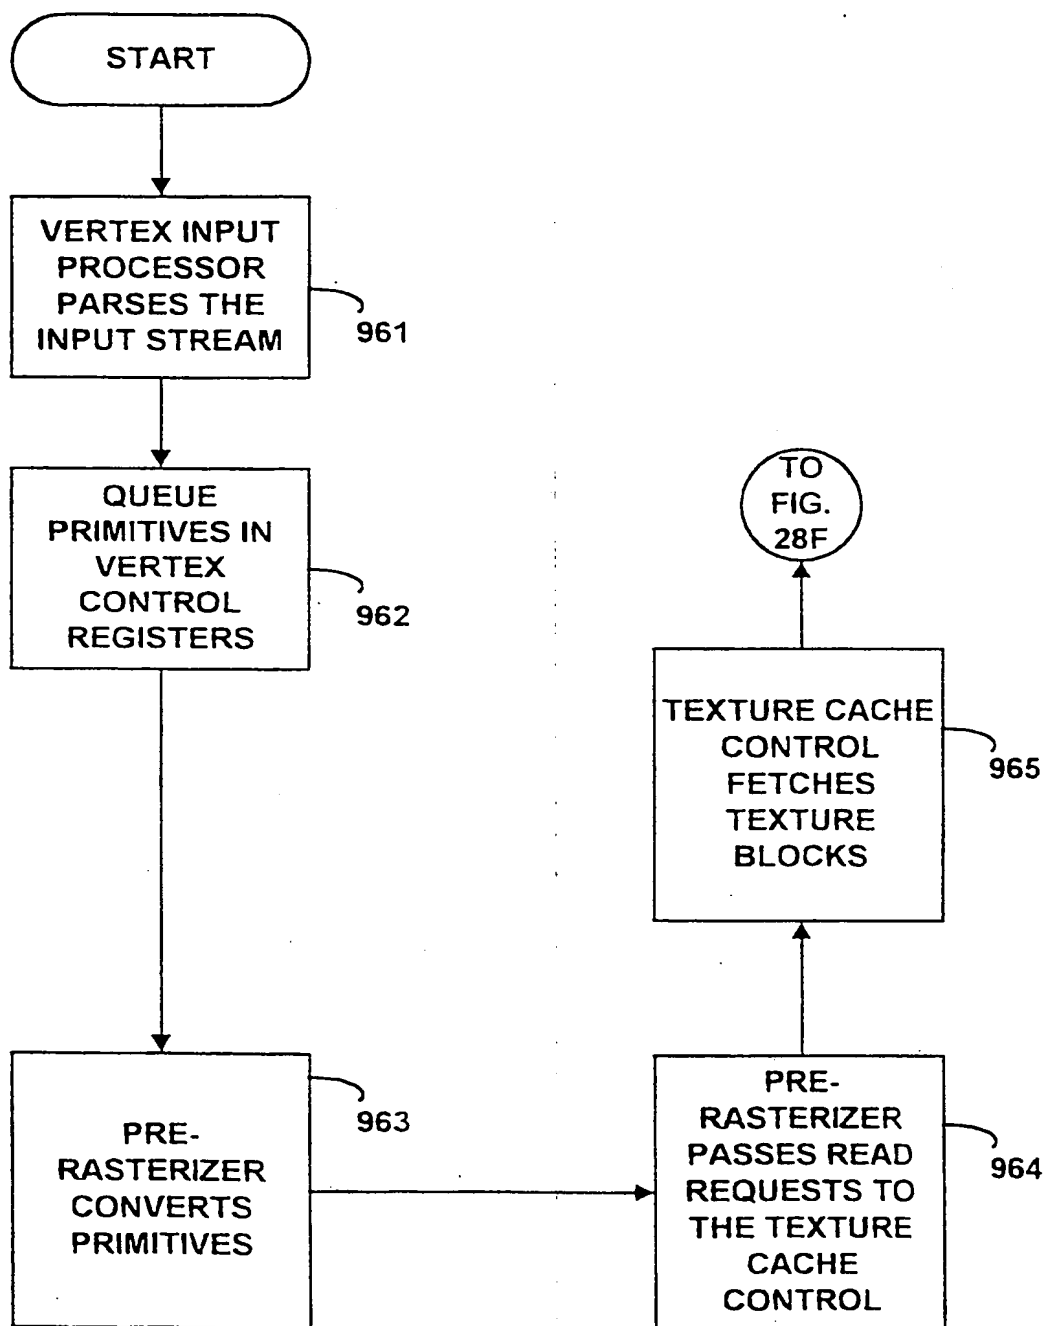 START
VERTEX INPUT
PROCESSOR
PARSES THE
INPUT STREAM
961
QUEUE
PRIMITIVES IN
VERTEX
CONTROL
REGISTERS
962
PRE-
RASTERIZER
CONVERTS
PRIMITIVES
963
PRE-
RASTERIZER
PASSES READ
REQUESTS TO
THE TEXTURE
CACHE
CONTROL
964
TEXTURE CACHE
CONTROL
FETCHES
TEXTURE
BLOCKS
965
TO
FIG.
28F